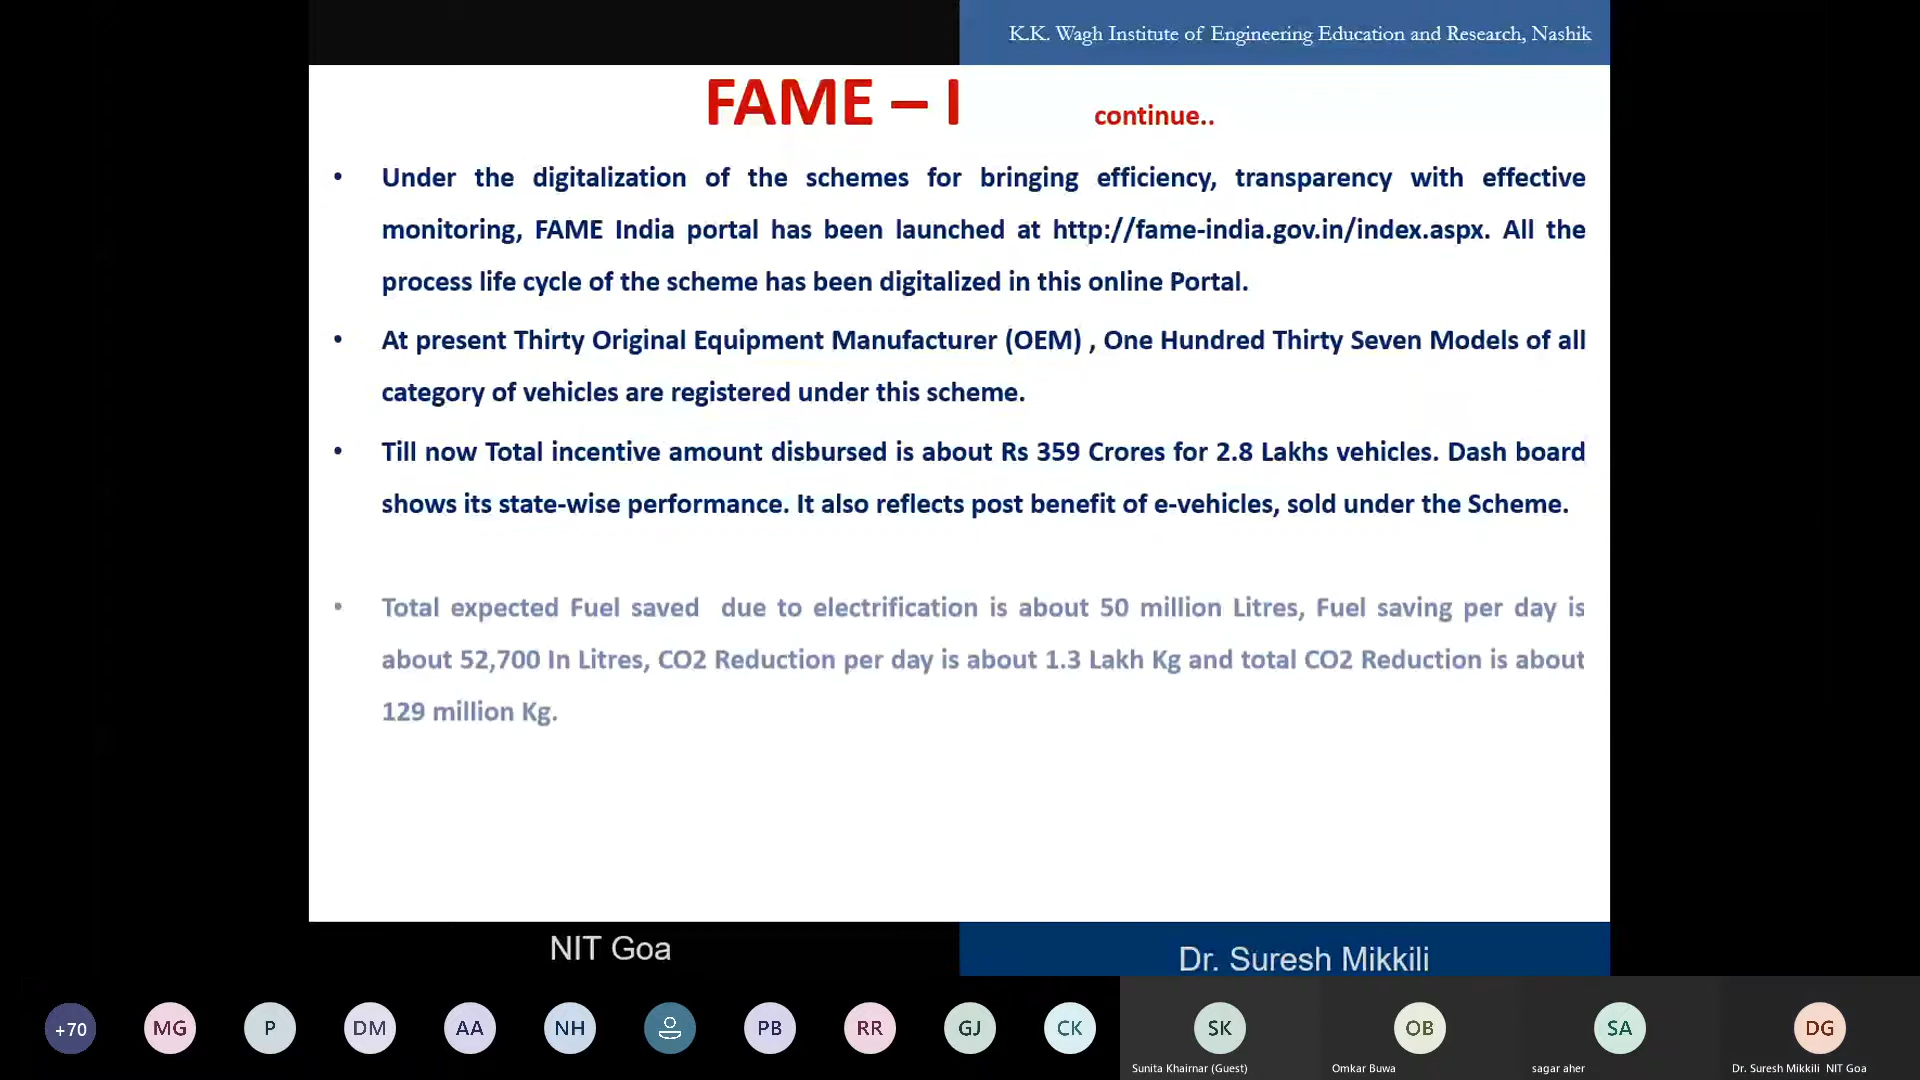 K.K. Wagh Institute of Engineering Education and Research, Nashik
FAME – I continue..
• Under the digitalization of the schemes for bringing efficiency, transparency with effective
monitoring, FAME India portal has been launched at http://fame-india.gov.in/index.aspx. All the
process life cycle of the scheme has been digitalized in this online Portal.
• At present Thirty Original Equipment Manufacturer (OEM) , One Hundred Thirty Seven Models of all
category of vehicles are registered under this scheme.
• Till now Total incentive amount disbursed is about Rs 359 Crores for 2.8 Lakhs vehicles. Dash board
shows its state-wise performance. It also reflects post benefit of e-vehicles, sold under the Scheme.
• Total expected Fuel saved due to electrification is about 50 million Litres, Fuel saving per day is
about 52,700 In Litres, CO2 Reduction per day is about 1.3 Lakh Kg and total CO2 Reduction is about
129 million Kg.
NIT Goa
Dr. Suresh Mikkili
+70 MG P DM AA NH PB RR GJ CK SK OB SA DG
Sunita Khairnar (Guest) Omkar Buwa sagar aher Dr. Suresh Mikkili NIT Goa